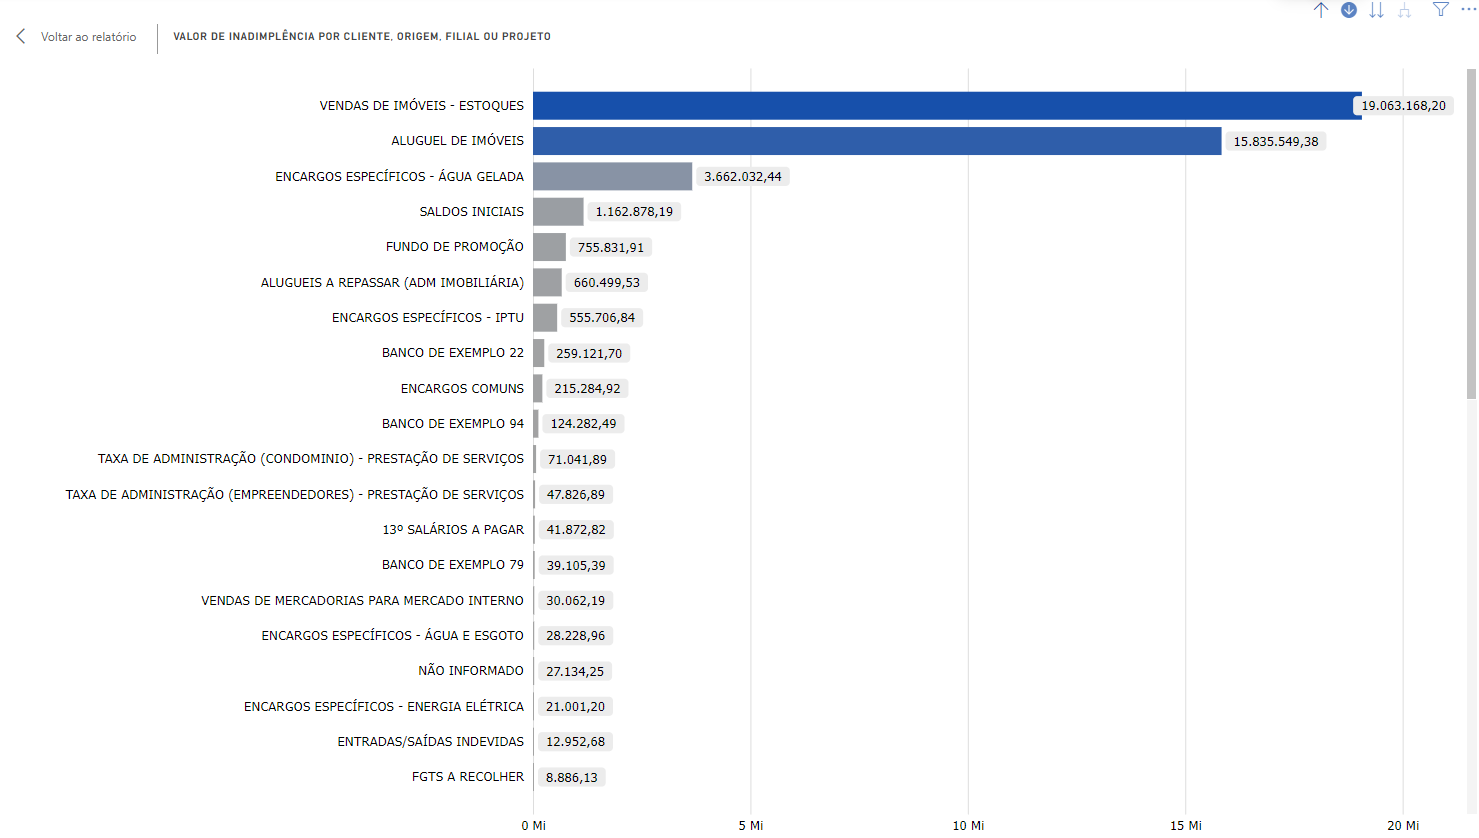 Voltar ao relatório
VALOR DE INADIMPLÊNCIA POR CLIENTE, ORIGEM, FILIAL OU PROJETO
VENDAS DE IMÓVEIS - ESTOQUES 19.063.168,20
ALUGUEL DE IMÓVEIS 15.835.549,38
ENCARGOS ESPECÍFICOS - ÁGUA GELADA 3.662.032,44
SALDOS INICIAIS 1.162.878,19
FUNDO DE PROMOÇÃO 755.831,91
ALUGUEIS A REPASSAR (ADM IMOBILIÁRIA) 660.499,53
ENCARGOS ESPECÍFICOS - IPTU 555.706,84
BANCO DE EXEMPLO 22 259.121,70
ENCARGOS COMUNS 215.284,92
BANCO DE EXEMPLO 94 124.282,49
TAXA DE ADMINISTRAÇÃO (CONDOMINIO) - PRESTAÇÃO DE SERVIÇOS 71.041,89
TAXA DE ADMINISTRAÇÃO (EMPREENDEDORES) - PRESTAÇÃO DE SERVIÇOS 47.826,89
13º SALÁRIOS A PAGAR 41.872,82
BANCO DE EXEMPLO 79 39.105,39
VENDAS DE MERCADORIAS PARA MERCADO INTERNO 30.062,19
ENCARGOS ESPECÍFICOS - ÁGUA E ESGOTO 28.228,96
NÃO INFORMADO 27.134,25
ENCARGOS ESPECÍFICOS - ENERGIA ELÉTRICA 21.001,20
ENTRADAS/SAÍDAS INDEVIDAS 12.952,68
FGTS A RECOLHER 8.886,13
0 Mi 5 Mi 10 Mi 15 Mi 20 Mi